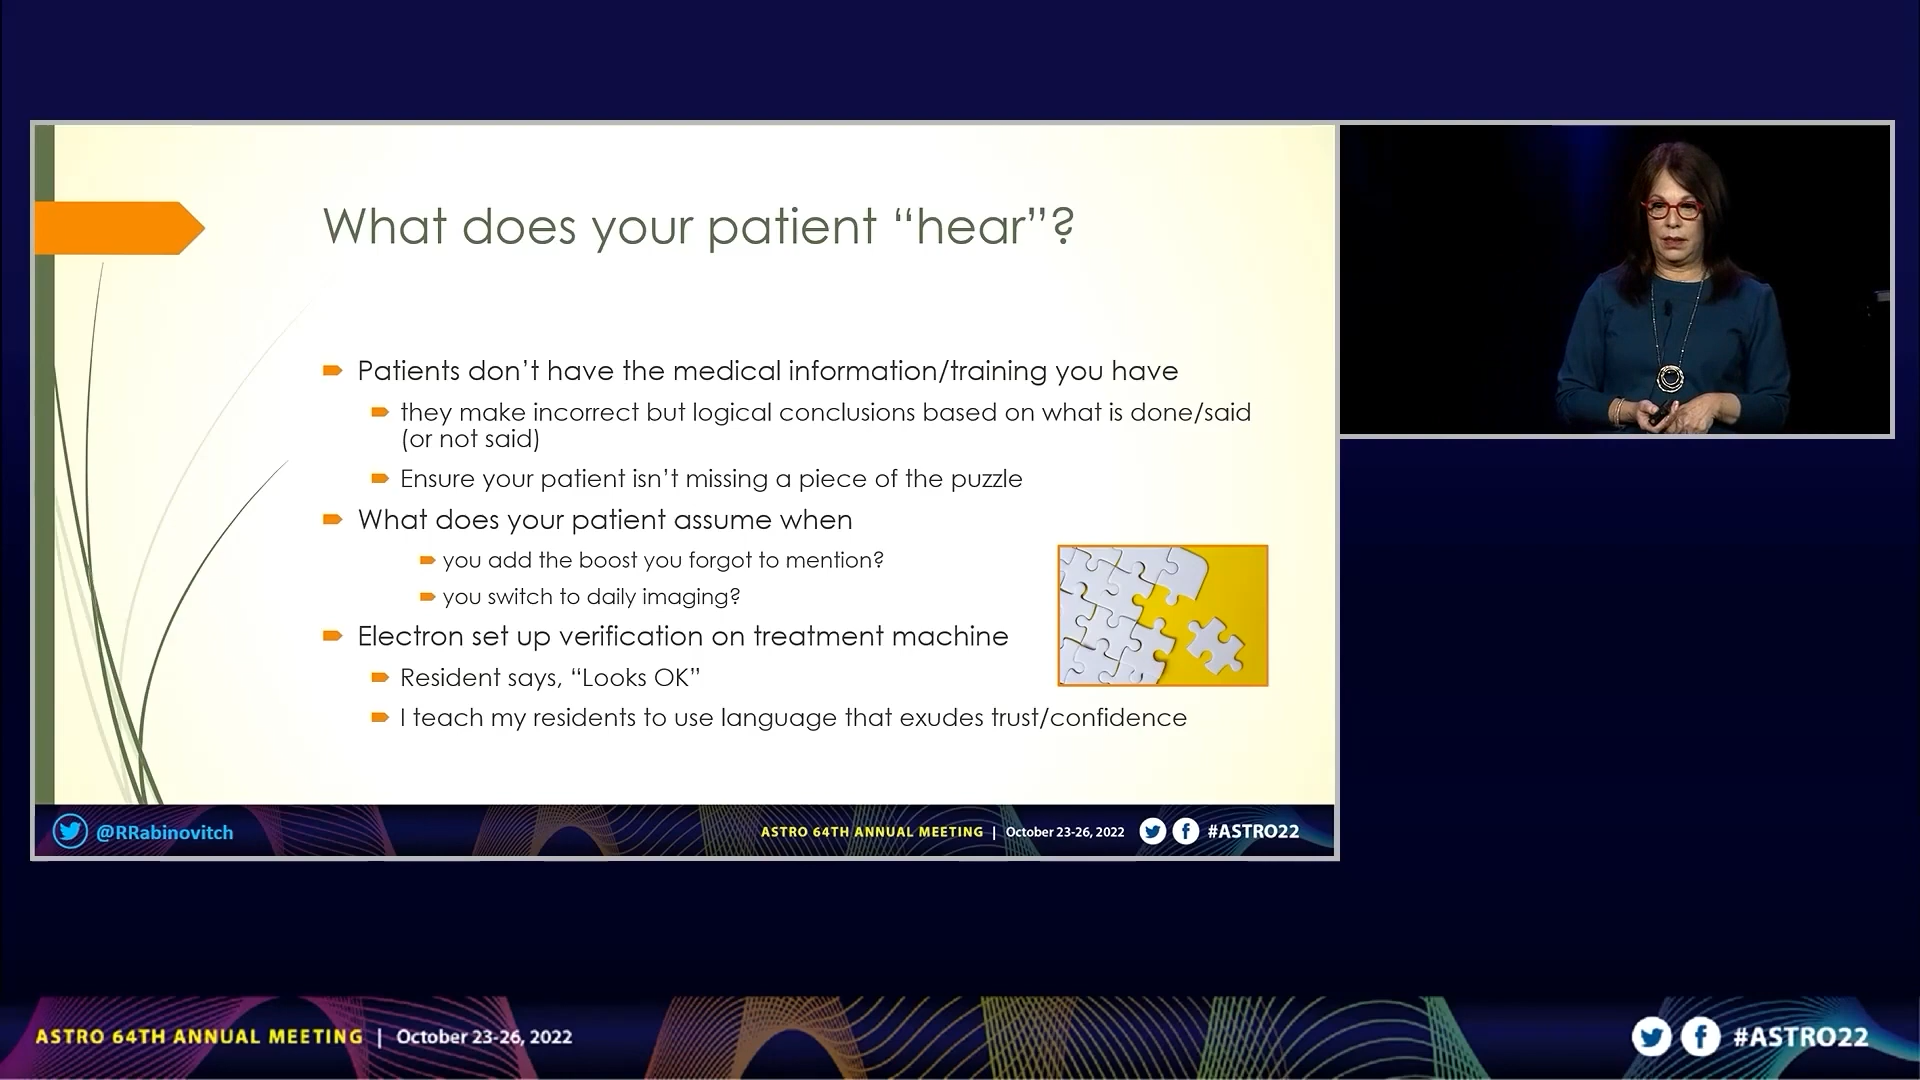 What does your patient “hear”?
Patients don’t have the medical information/training you have
they make incorrect but logical conclusions based on what is done/said
(or not said)
Ensure your patient isn’t missing a piece of the puzzle
What does your patient assume when
you add the boost you forgot to mention?
you switch to daily imaging?
Electron set up verification on treatment machine
Resident says, “Looks OK”
I teach my residents to use language that exudes trust/confidence
@RRabinovitch
ASTRO 64TH ANNUAL MEETING | October 23-26, 2022 #ASTRO22
ASTRO 64TH ANNUAL MEETING | October 23-26, 2022 #ASTRO22